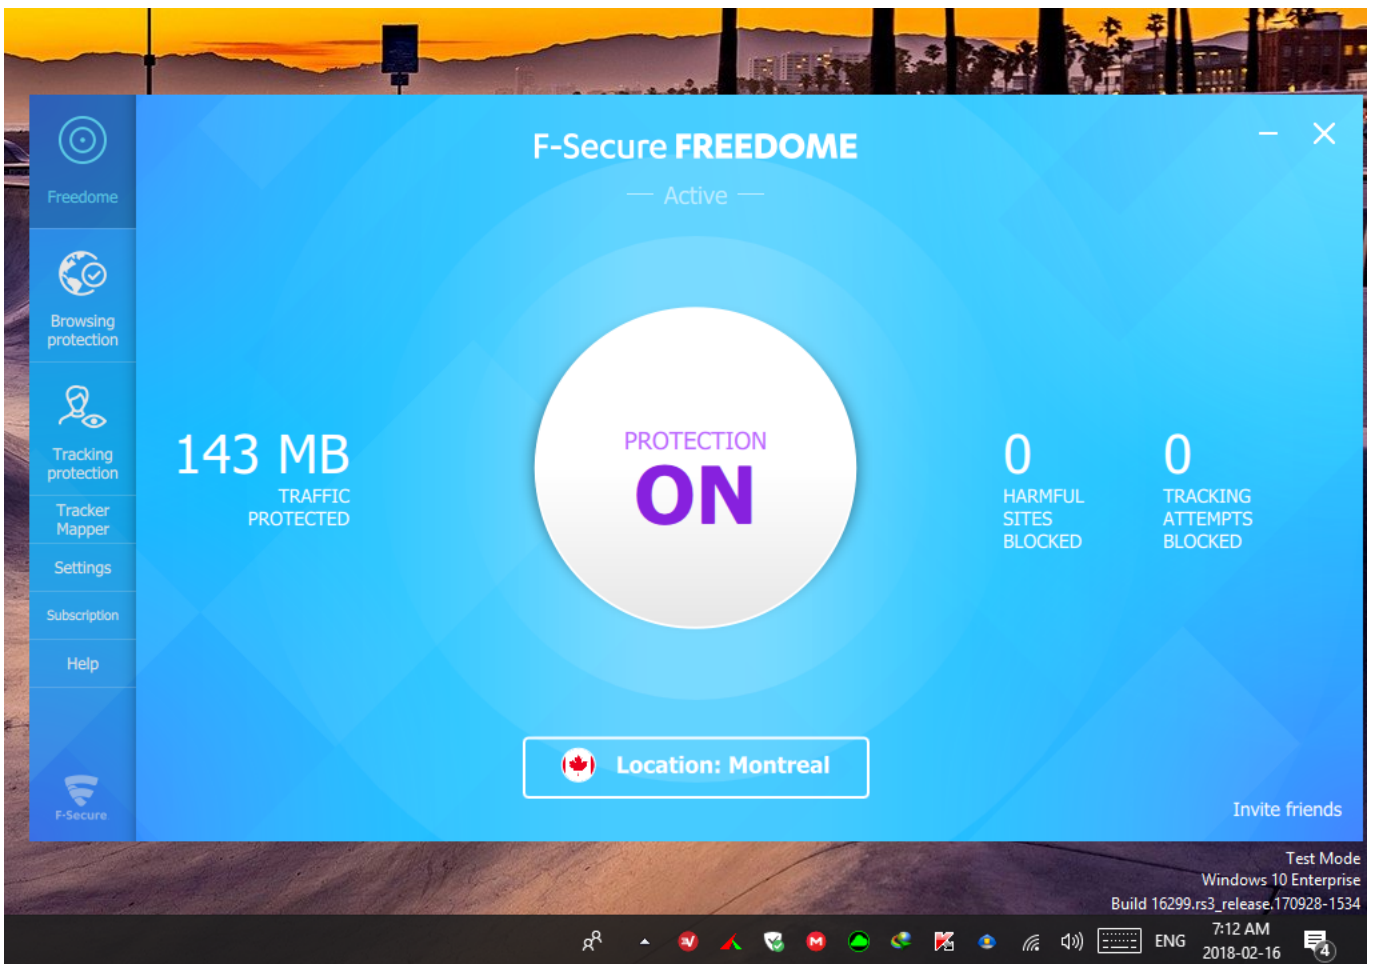 F-Secure FREEDOME
Active
Freedome
Browsing
protection
Tracking
protection
Tracker
Mapper
Settings
Subscription
Help
F-Secure
143 MB
TRAFFIC
PROTECTED
PROTECTION
ON
0
HARMFUL
SITES
BLOCKED
0
TRACKING
ATTEMPTS
BLOCKED
Location: Montreal
Invite friends
Test Mode
Windows 10 Enterprise
Build 16299.rs3_release.170928-1534
ENG
7:12 AM
2018-02-16
4